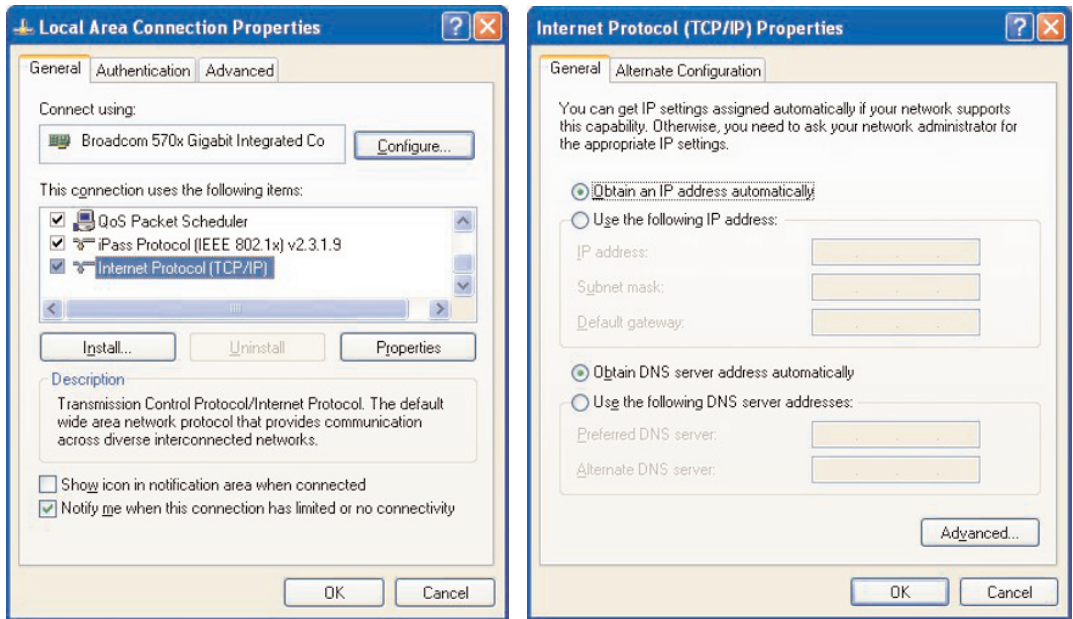 Local Area Connection Properties
General
Authentication
Advanced
Connect using:
Broadcom 570x Gigabit Integrated Co
Configure...
This connection uses the following items:
QoS Packet Scheduler
iPass Protocol (IEEE 802.1x) v2.3.1.9
Internet Protocol (TCP/IP)
Install...
Uninstall
Properties
Description
Transmission Control Protocol/Internet Protocol. The default
wide area network protocol that provides communication
across diverse interconnected networks.
Show icon in notification area when connected
Notify me when this connection has limited or no connectivity
OK
Cancel
Internet Protocol (TCP/IP) Properties
General
Alternate Configuration
You can get IP settings assigned automatically if your network supports
this capability. Otherwise, you need to ask your network administrator for
the appropriate IP settings.
Obtain an IP address automatically
Use the following IP address:
IP address:
Subnet mask:
Default gateway:
Obtain DNS server address automatically
Use the following DNS server addresses:
Preferred DNS server:
Alternate DNS server:
Advanced...
OK
Cancel